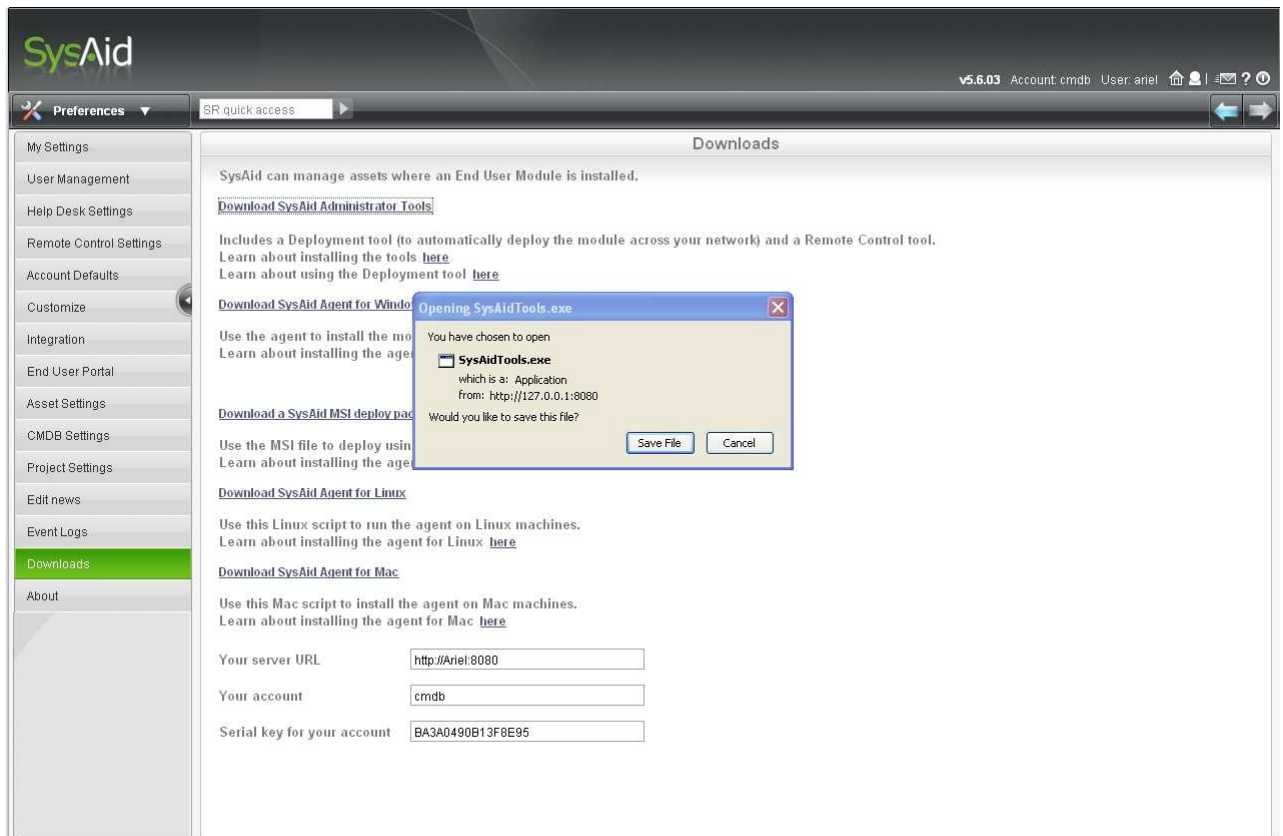 SysAid
v5.6.03 Account: cmdb User: ariel
Preferences
SR quick access
My Settings
User Management
Help Desk Settings
Remote Control Settings
Account Defaults
Customize
Integration
End User Portal
Asset Settings
CMDB Settings
Project Settings
Edit news
Event Logs
Downloads
About
Downloads
SysAid can manage assets where an End User Module is installed.
Download SysAid Administrator Tools
Includes a Deployment tool (to automatically deploy the module across your network) and a Remote Control tool.
Learn about installing the tools here
Learn about using the Deployment tool here
Download SysAid Agent for Windo
Use the agent to install the mo
Learn about installing the age
Download a SysAid MSI deploy pac
Use the MSI file to deploy usin
Learn about installing the age
Download SysAid Agent for Linux
Use this Linux script to run the agent on Linux machines.
Learn about installing the agent for Linux here
Download SysAid Agent for Mac
Use this Mac script to install the agent on Mac machines.
Learn about installing the agent for Mac here
Your server URL http://Ariel:8080
Your account cmdb
Serial key for your account BA3A0490B13F8E95
Opening SysAidTools.exe
You have chosen to open
SysAidTools.exe
which is a: Application
from: http://127.0.0.1:8080
Would you like to save this file?
Save File Cancel